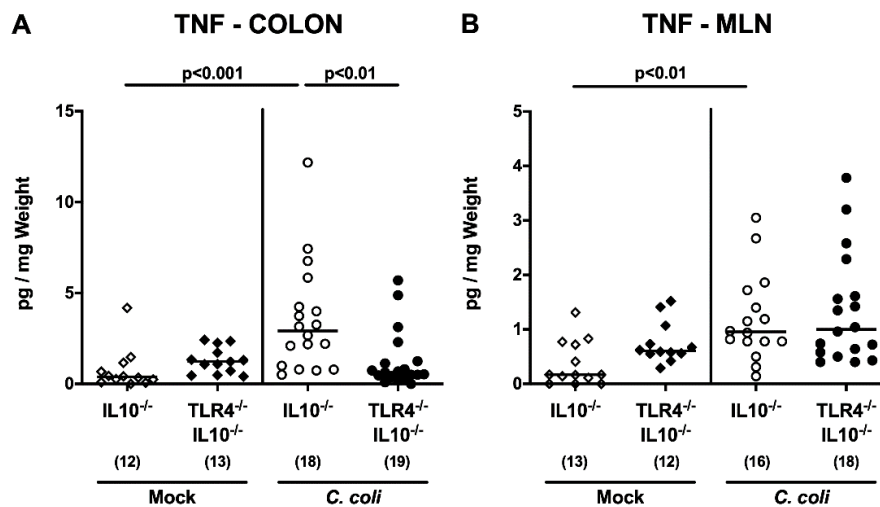 A TNF - COLON
p<0.001 p<0.01
15
10
5
0
pg / mg Weight
IL10-/- TLR4-/- IL10-/- IL10-/- TLR4-/- IL10-/-
(12) (13) (18) (19)
Mock C. coli
B TNF - MLN
p<0.01
5
4
3
2
1
0
pg / mg Weight
IL10-/- TLR4-/- IL10-/- IL10-/- TLR4-/- IL10-/-
(13) (12) (16) (18)
Mock C. coli